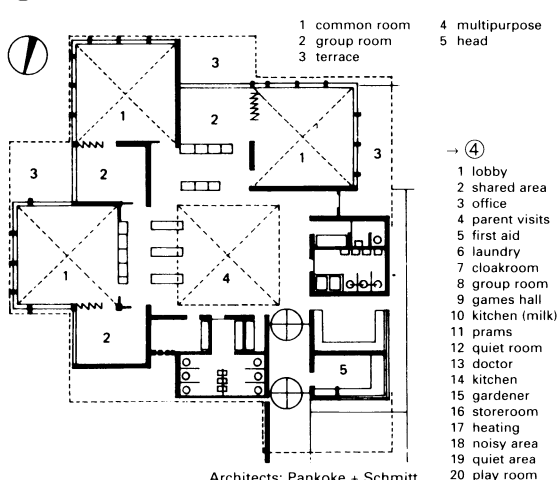 1 common room
2 group room
3 terrace
4 multipurpose
5 head
3
1
2
1
3
3
2
1
4
2
5
→ ④
1 lobby
2 shared area
3 office
4 parent visits
5 first aid
6 laundry
7 cloakroom
8 group room
9 games hall
10 kitchen (milk)
11 prams
12 quiet room
13 doctor
14 kitchen
15 gardener
16 storeroom
17 heating
18 noisy area
19 quiet area
20 play room
Architects: Pankoke + Schmitt